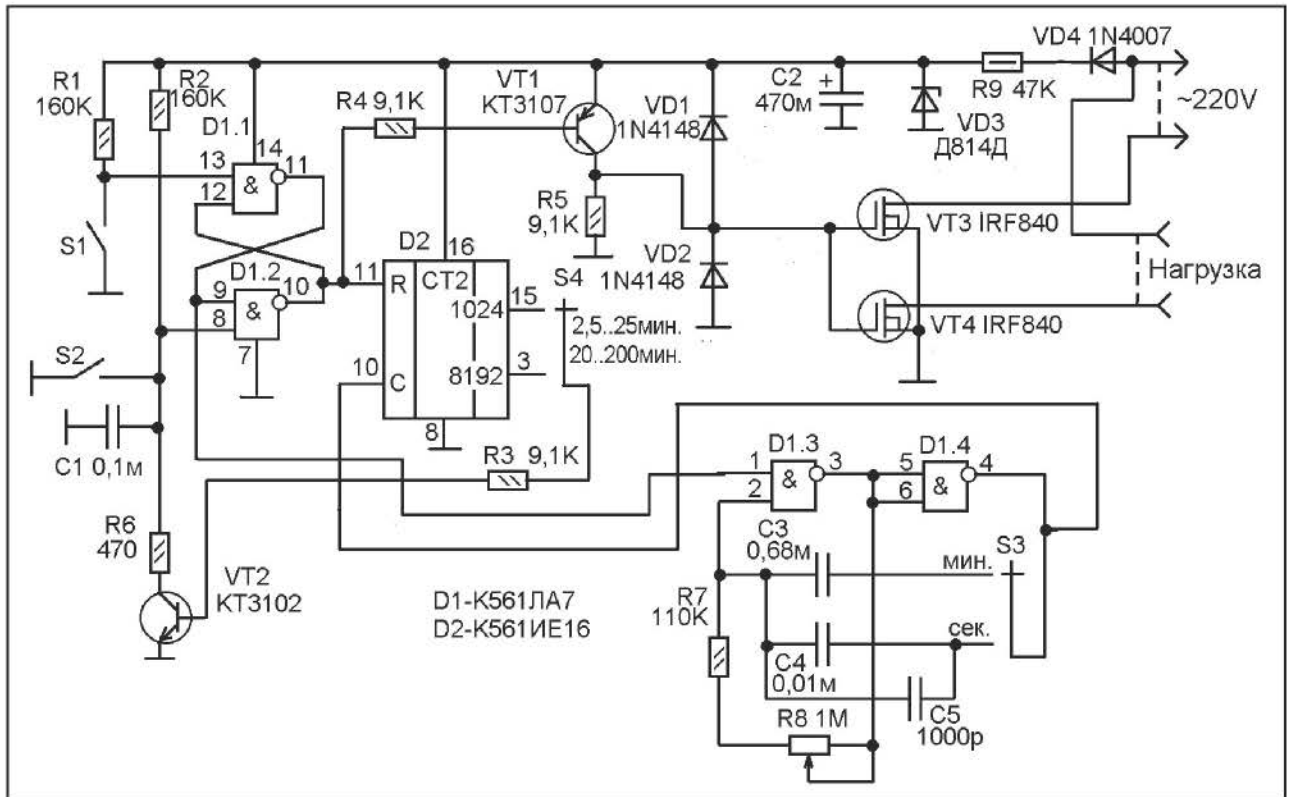 R1
160K
R2
160K
D1.1
14
13
11
12
&
S1
D1.2
9
10
8
&
7
S2
C1 0,1м
R6
470
VT2
КТ3102
R4 9,1K
VT1
КТ3107
R5
9,1K
D2
16
11
R
CT2
1024
15
10
C
8192
3
8
S4
2,5..25мин.
20..200мин.
R3 9,1K
VD1
1N4148
VD2
1N4148
C2
470м
+
VD3
Д814Д
R9 47K
VD4 1N4007
~220V
VT3 IRF840
Нагрузка
VT4 IRF840
D1-К561ЛА7
D2-К561ИЕ16
D1.3
1
3
2
&
D1.4
5
4
6
&
C3
0,68м
мин.
S3
R7
110K
сек.
C4
0,01м
R8 1M
C5
1000р